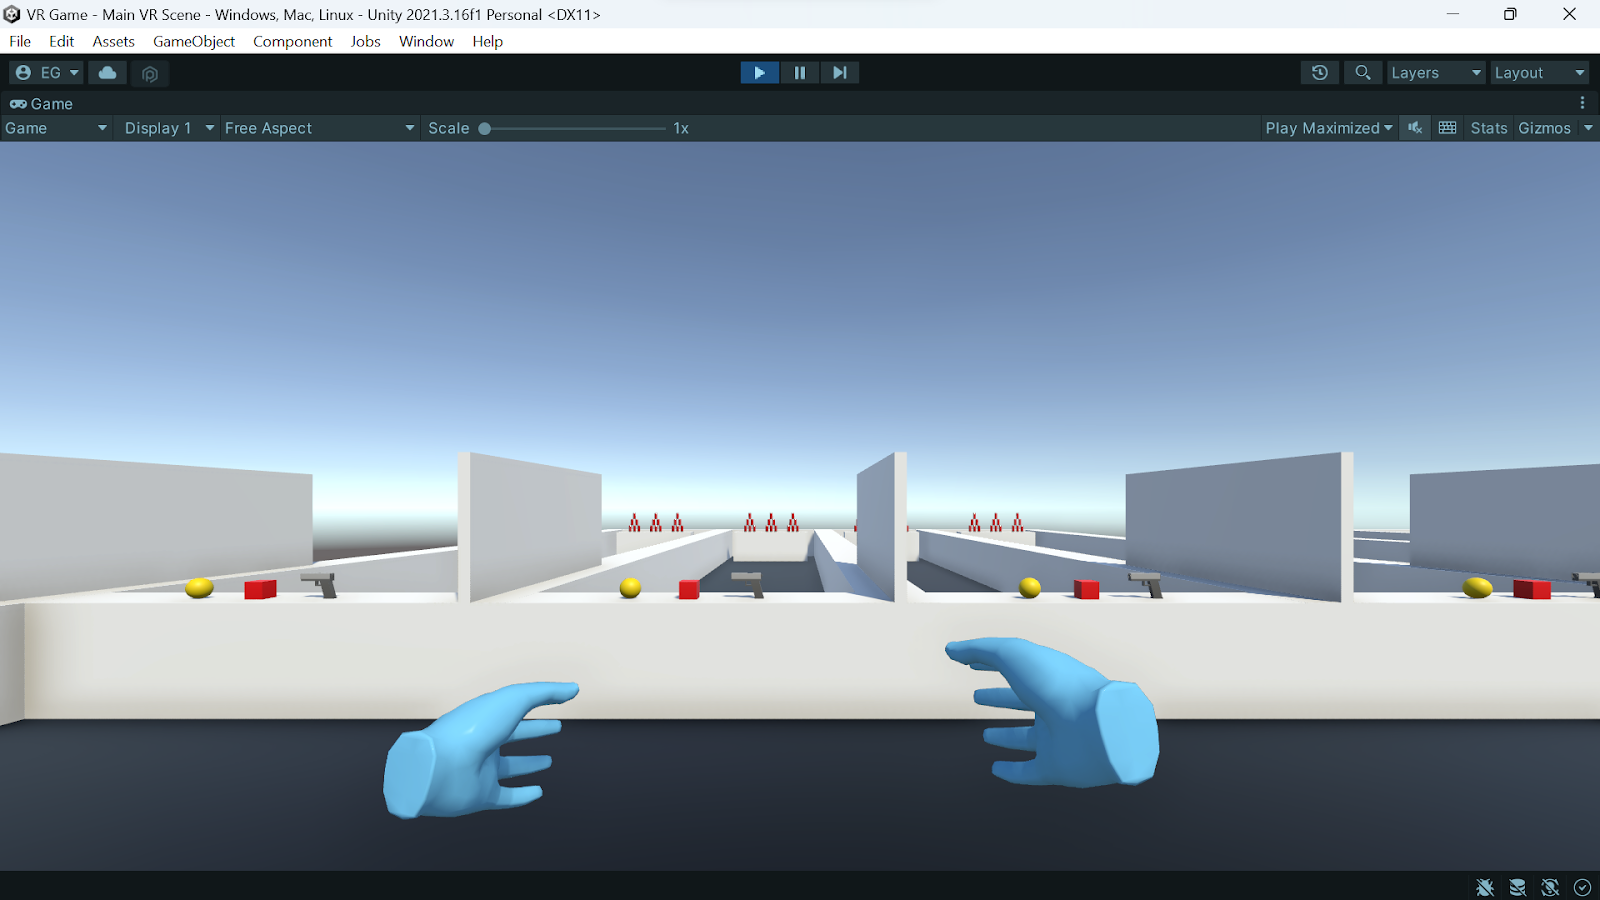 VR Game - Main VR Scene - Windows, Mac, Linux - Unity 2021.3.16f1 Personal <DX11>
File Edit Assets GameObject Component Jobs Window Help
EG Layers Layout
Game
Game Display 1 Free Aspect Scale 1x Play Maximized Stats Gizmos